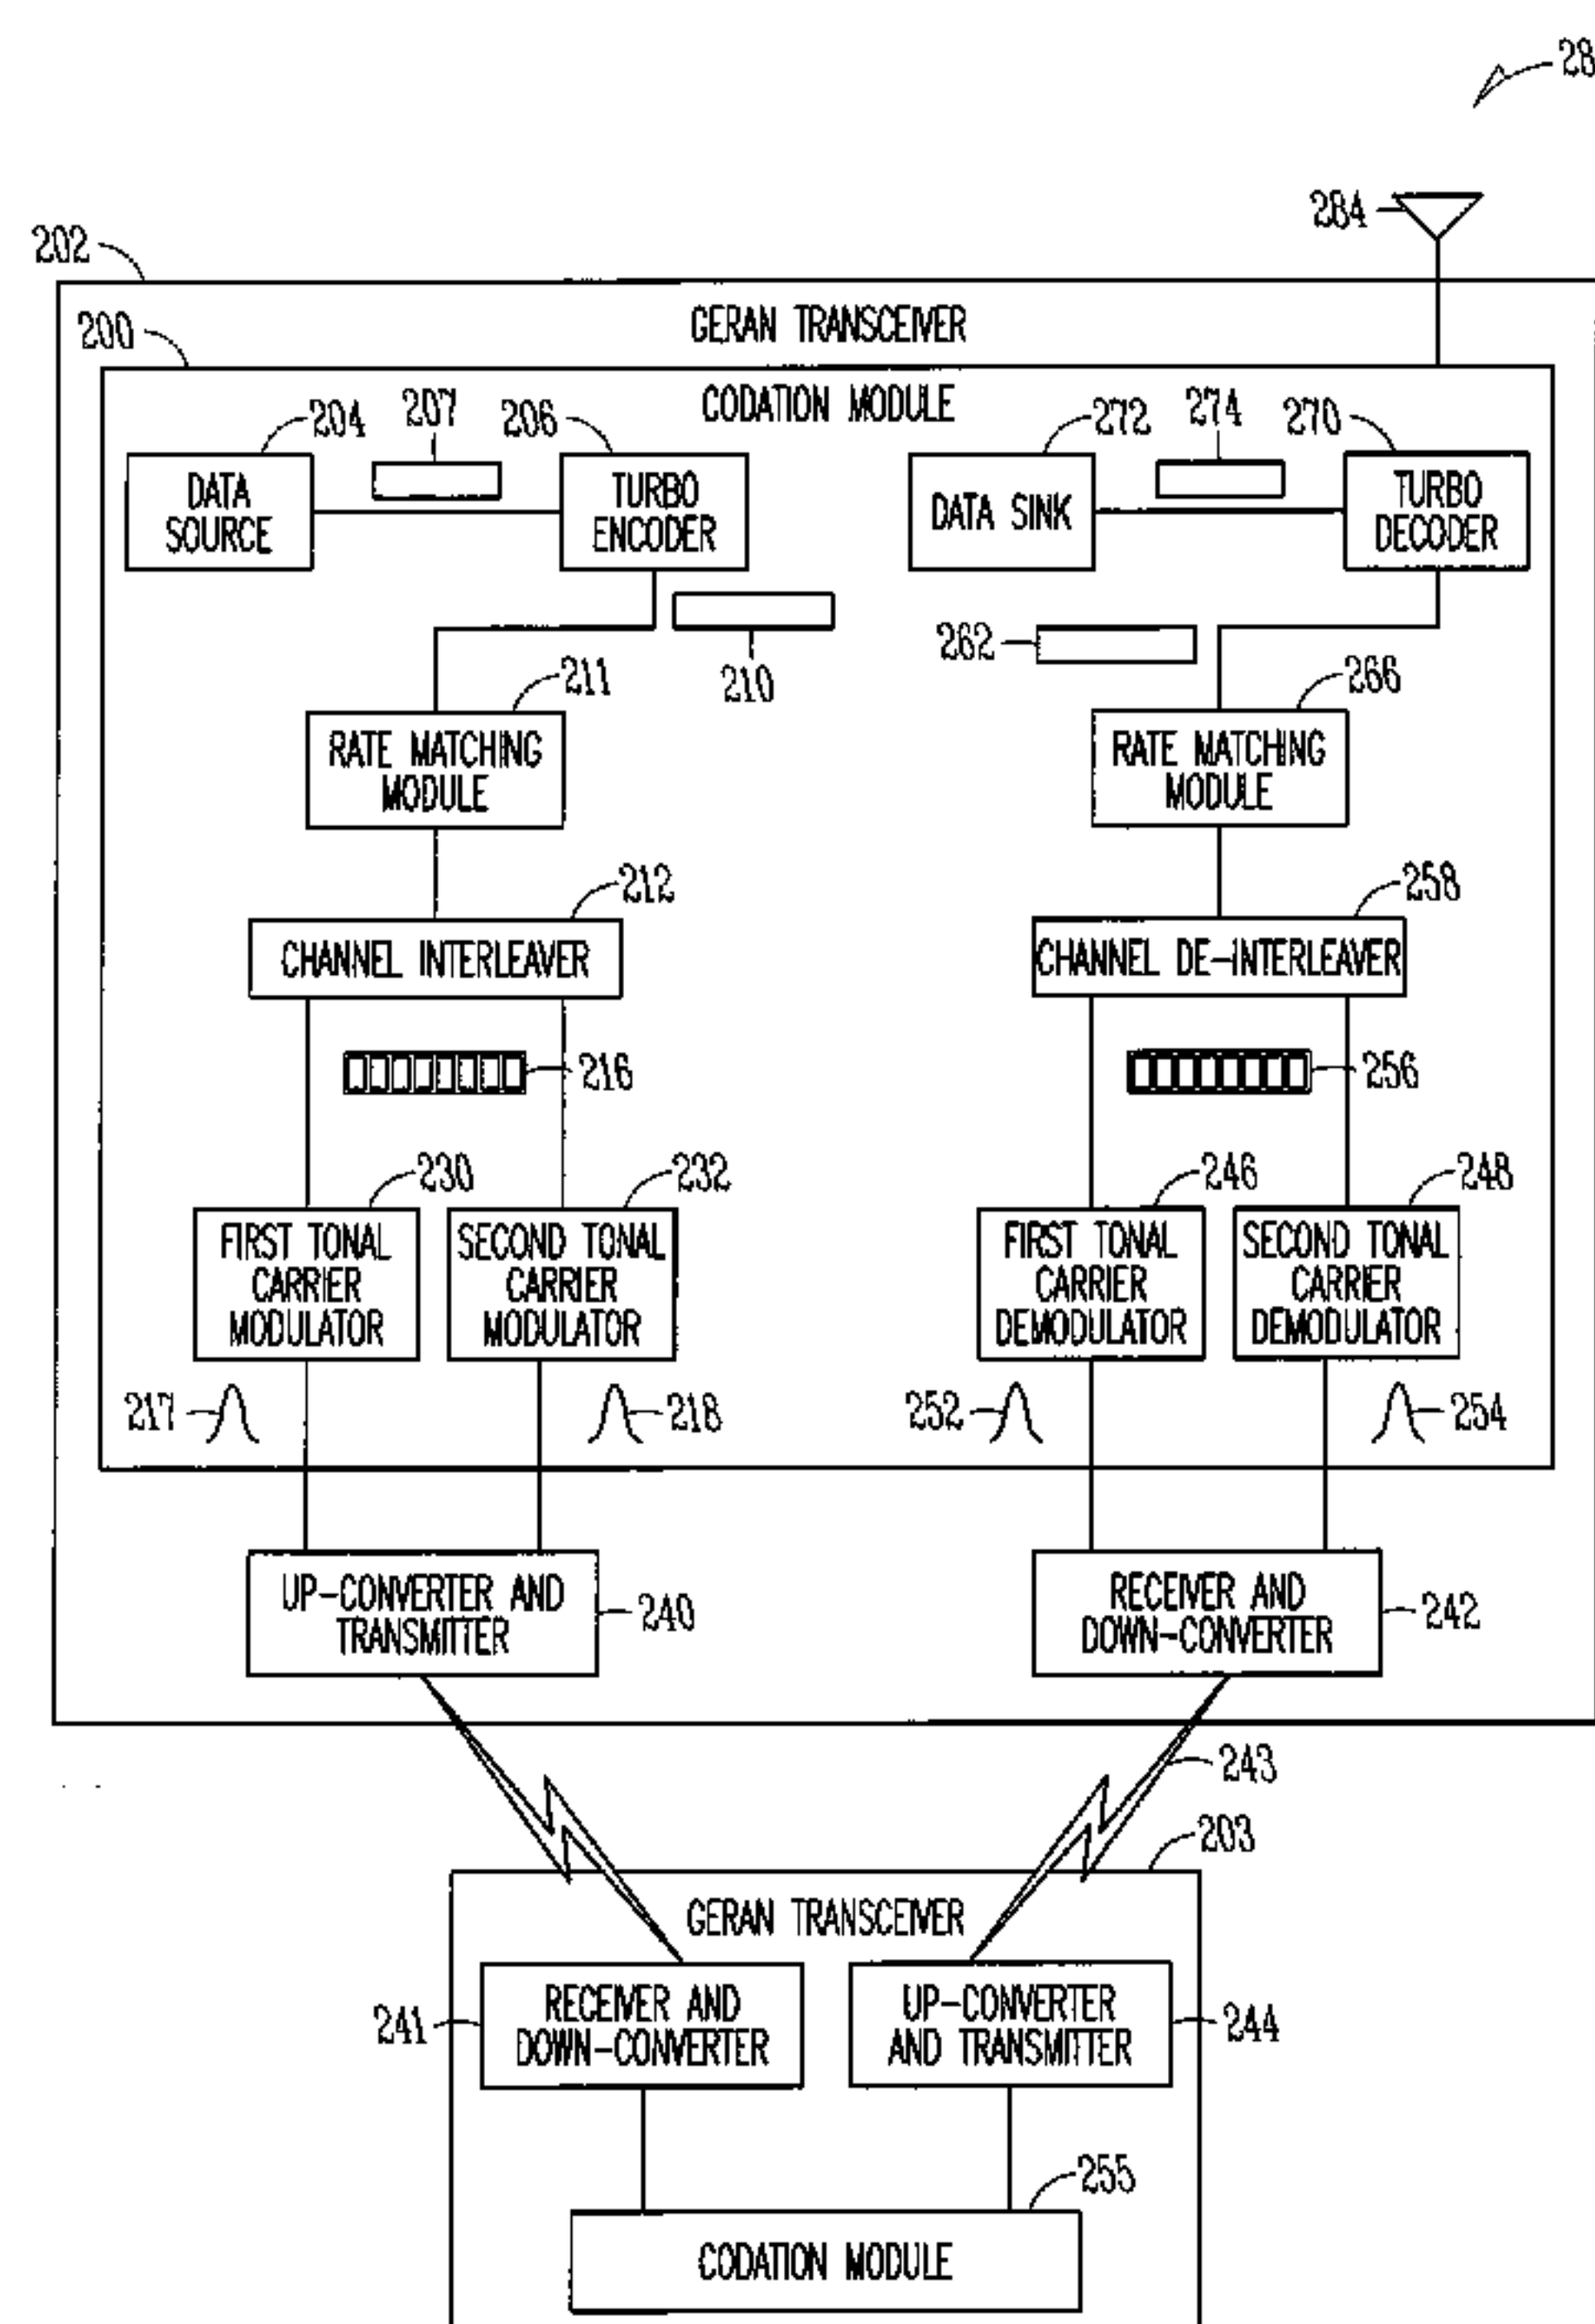 28
284
202
GERAN TRANSCEIVER
200
CODATION MODULE
204
207
206
272
274
270
DATA
SOURCE
TURBO
ENCODER
DATA SINK
TURBO
DECODER
210
262
211
266
RATE MATCHING
MODULE
RATE MATCHING
MODULE
212
258
CHANNEL INTERLEAVER
CHANNEL DE-INTERLEAVER
216
256
230
232
246
248
FIRST TONAL
CARRIER
MODULATOR
SECOND TONAL
CARRIER
MODULATOR
FIRST TONAL
CARRIER
DEMODULATOR
SECOND TONAL
CARRIER
DEMODULATOR
217
218
252
254
UP-CONVERTER AND
TRANSMITTER
240
RECEIVER AND
DOWN-CONVERTER
242
243
203
GERAN TRANSCEIVER
241
RECEIVER AND
DOWN-CONVERTER
UP-CONVERTER
AND TRANSMITTER
244
255
CODATION MODULE